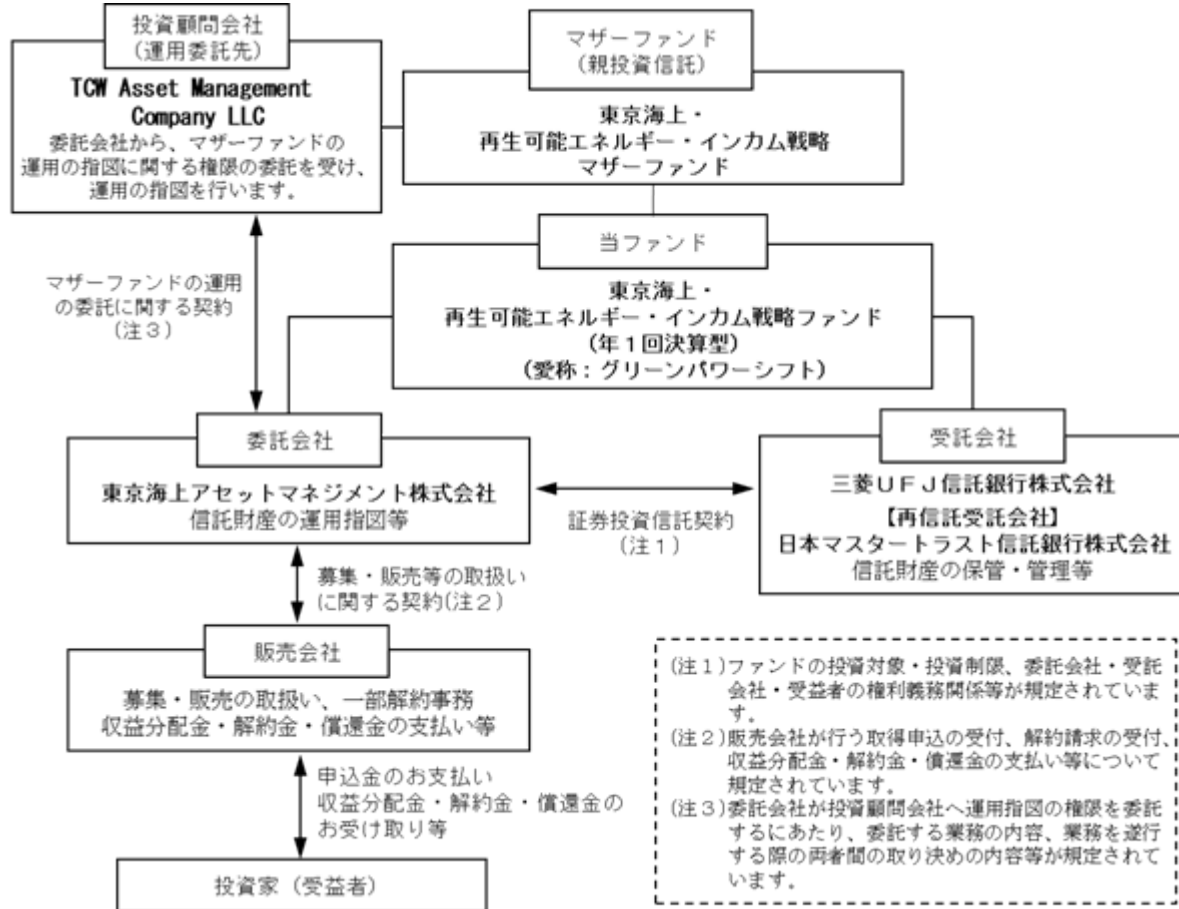 投資顧問会社
(運用委託先)
TCW Asset Management
Company LLC
委託会社から、マザーファンドの
運用の指図に関する権限の委託を受け、
運用の指図を行います。
マザーファンド
(親投資信託)
東京海上・
再生可能エネルギー・インカム戦略
マザーファンド
当ファンド
東京海上・
再生可能エネルギー・インカム戦略ファンド
(年1回決算型)
(愛称：グリーンパワーシフト)
マザーファンドの運用
の委託に関する契約
(注3)
委託会社
東京海上アセットマネジメント株式会社
信託財産の運用指図等
証券投資信託契約
(注1)
受託会社
三菱UFJ信託銀行株式会社
【再信託受託会社】
日本マスタートラスト信託銀行株式会社
信託財産の保管・管理等
募集・販売等の取扱い
に関する契約(注2)
販売会社
募集・販売の取扱い、一部解約事務
収益分配金・解約金・償還金の支払い等
申込金のお支払い
収益分配金・解約金・償還金の
お受け取り等
投資家(受益者)
(注1)ファンドの投資対象・投資制限、委託会社・受託
会社・受益者の権利義務関係等が規定されていま
す。
(注2)販売会社が行う取得申込の受付、解約請求の受付、
収益分配金・解約金・償還金の支払い等について
規定されています。
(注3)委託会社が投資顧問会社へ運用指図の権限を委託
するにあたり、委託する業務の内容、業務を遂行
する際の両者間の取り決めの内容等が規定されて
います。